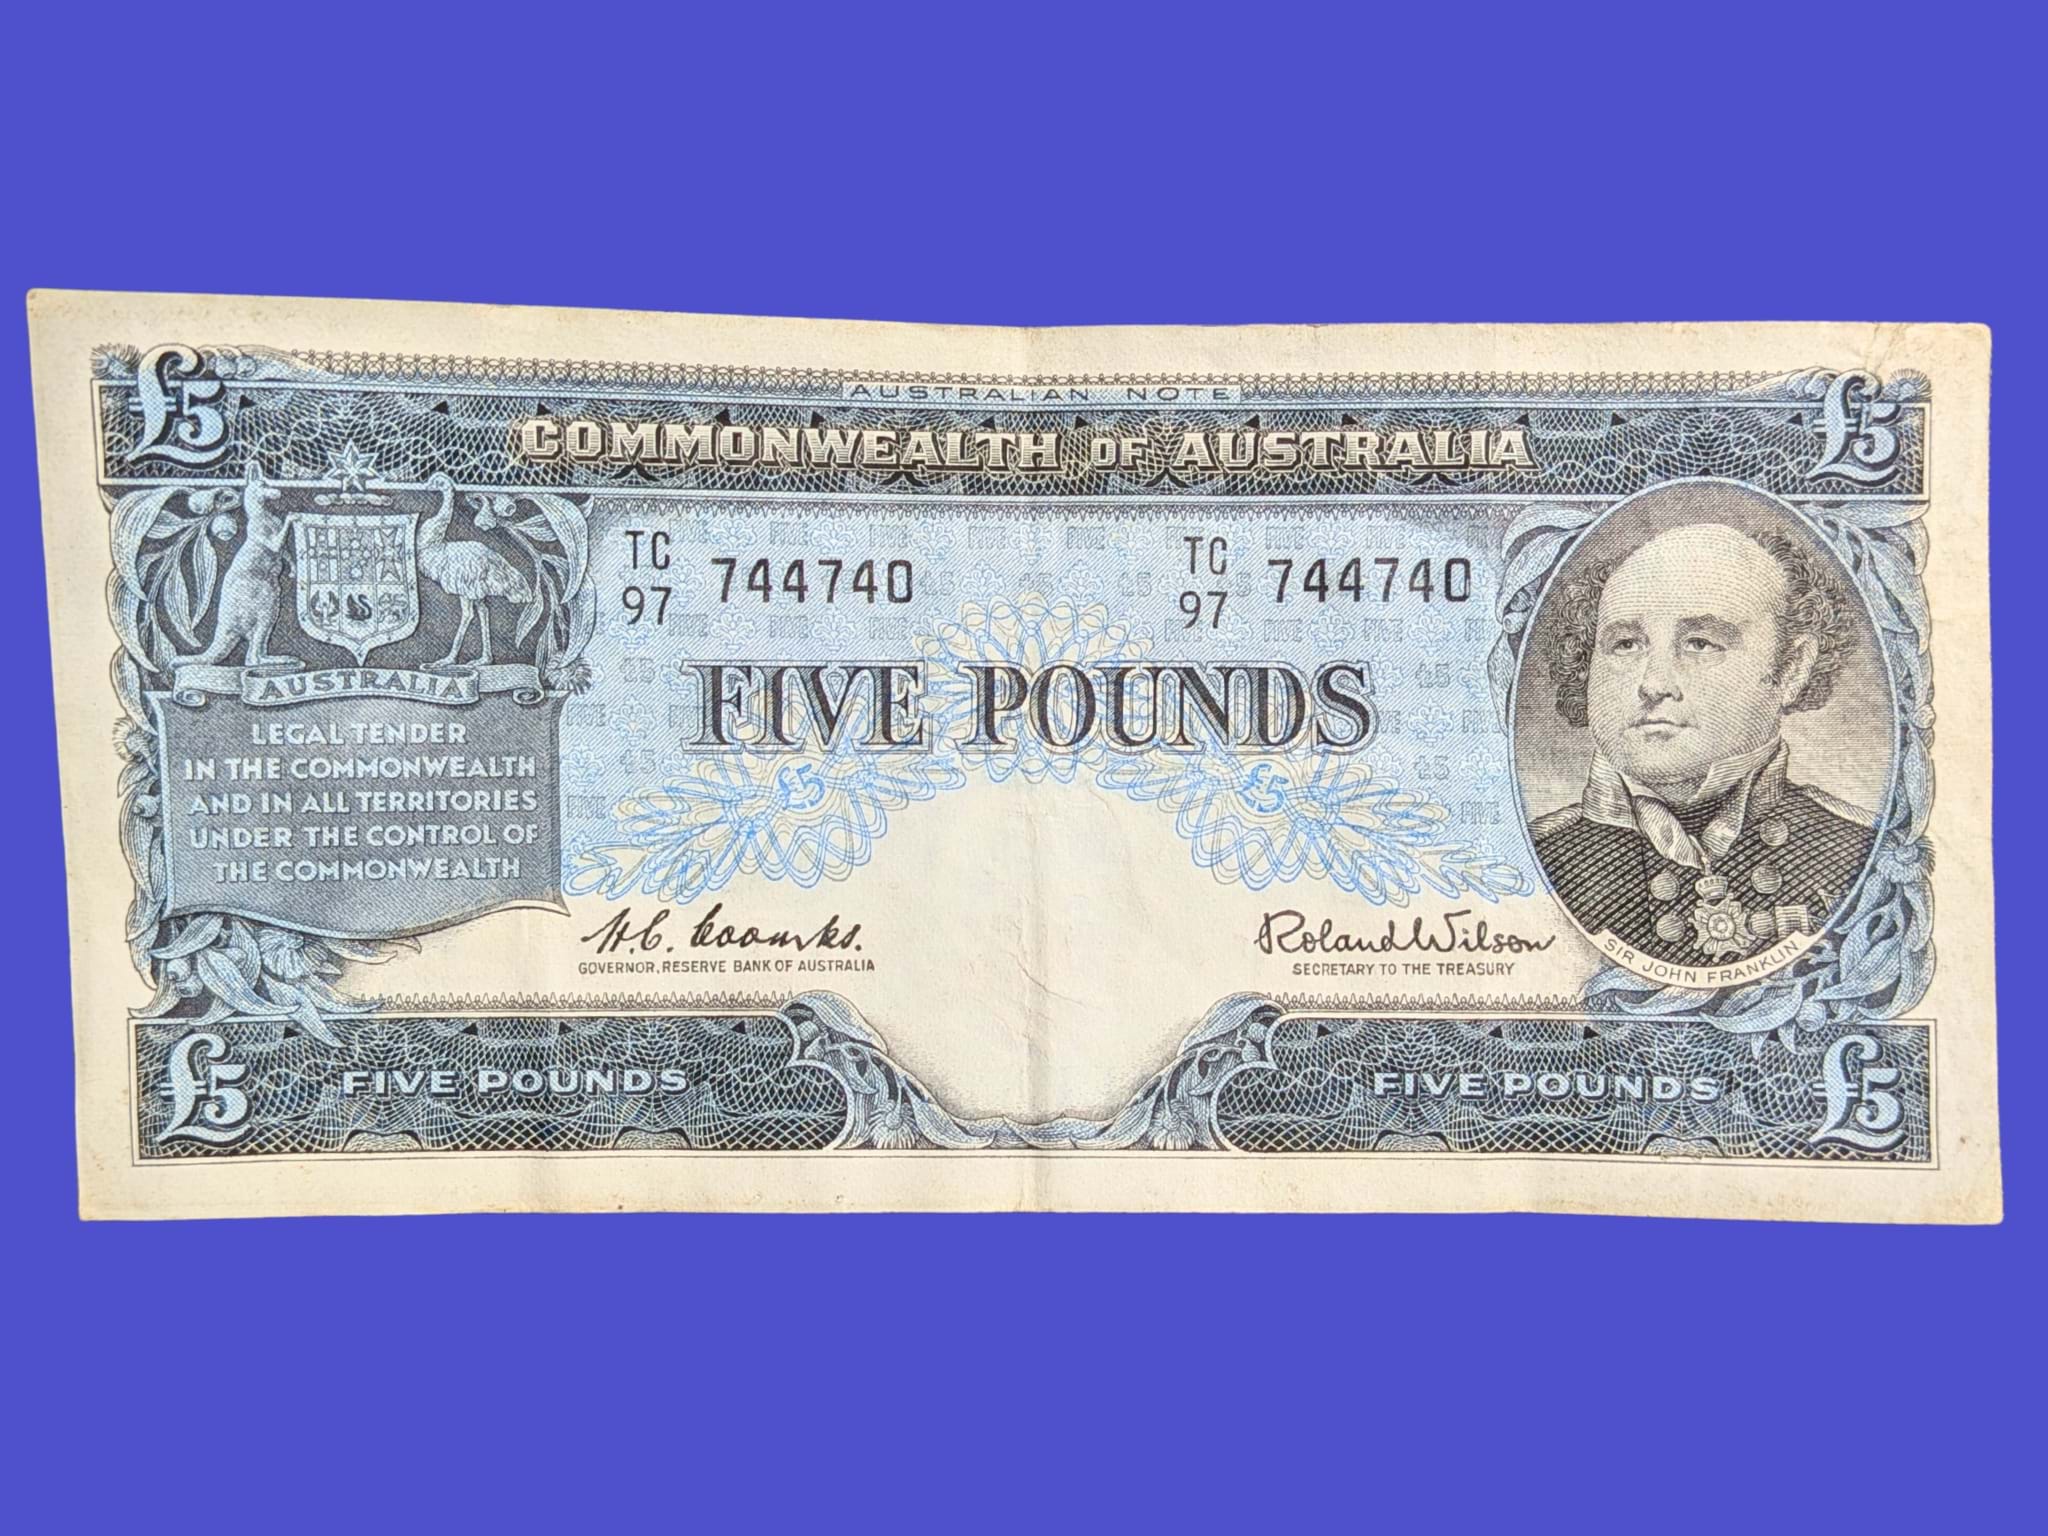 £5
£5
AUSTRALIAN NOTE
COMMONWEALTH OF AUSTRALIA
TC
97 744740
TC
97 744740
FIVE POUNDS
£5
£5
AUSTRALIA
LEGAL TENDER
IN THE COMMONWEALTH
AND IN ALL TERRITORIES
UNDER THE CONTROL OF
THE COMMONWEALTH
H.C. Coombs.
GOVERNOR, RESERVE BANK OF AUSTRALIA
Roland Wilson
SECRETARY TO THE TREASURY
SIR JOHN FRANKLIN
£5
FIVE POUNDS
FIVE POUNDS
£5